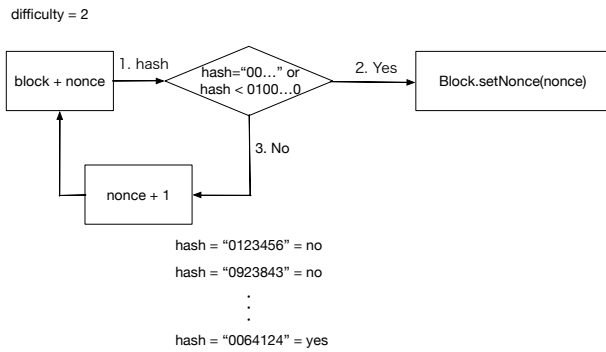 difficulty = 2
block + nonce
1. hash
hash=“00...” or
hash < 0100...0
2. Yes
Block.setNonce(nonce)
3. No
nonce + 1
hash = “0123456” = no
hash = “0923843” = no
.
.
.
hash = “0064124” = yes